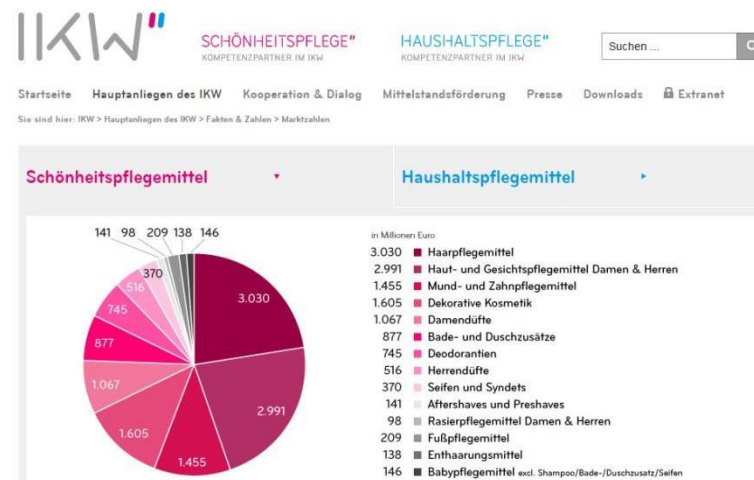 IKW"
SCHÖNHEITSPFLEGE"
KOMPETENZPARTNER IM IKW
HAUSHALTSPFLEGE"
KOMPETENZPARTNER IM IKW
Suchen ...
Startseite Hauptanliegen des IKW Kooperation & Dialog Mittelstandsförderung Presse Downloads Extranet
Sie sind hier: IKW > Hauptanliegen des IKW > Fakten & Zahlen > Marktzahlen
Schönheitspflegemittel
Haushaltspflegemittel
141 98 209 138 146
370
516
745
877
1.067
1.605
1.455
2.991
3.030
in Millionen Euro
3.030 Haarpflegemittel
2.991 Haut- und Gesichtspflegemittel Damen & Herren
1.455 Mund- und Zahnpflegemittel
1.605 Dekorative Kosmetik
1.067 Damendüfte
877 Bade- und Duschzusätze
745 Deodorantien
516 Herrendüfte
370 Seifen und Syndets
141 Aftershaves und Preshaves
98 Rasierpflegemittel Damen & Herren
209 Fußpflegemittel
138 Enthaarungsmittel
146 Babypflegemittel excl. Shampoo/Bade-/Duschzusatz/Seifen